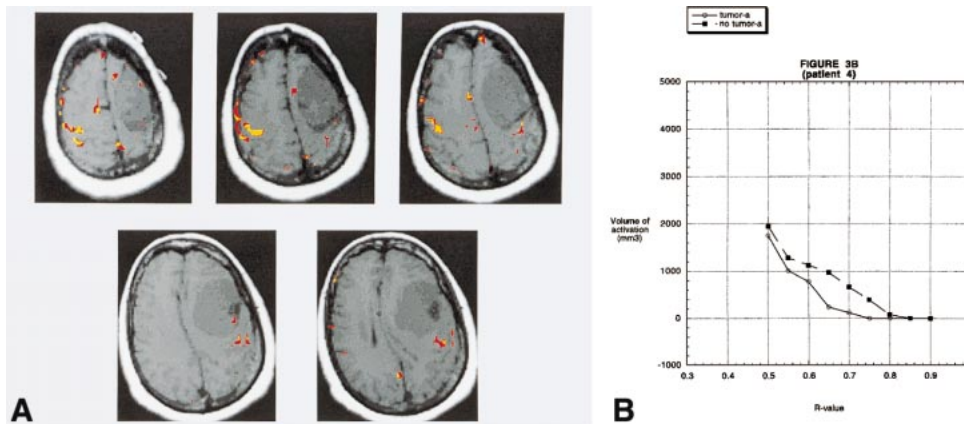 tumor-a
no tumor-a
FIGURE 3B
(patient 4)
5000
4000
3000
Volume of
activation
(mm3)
2000
1000
0
-1000
0.3
0.4
0.5
0.6
0.7
0.8
0.9
R-value
A
B